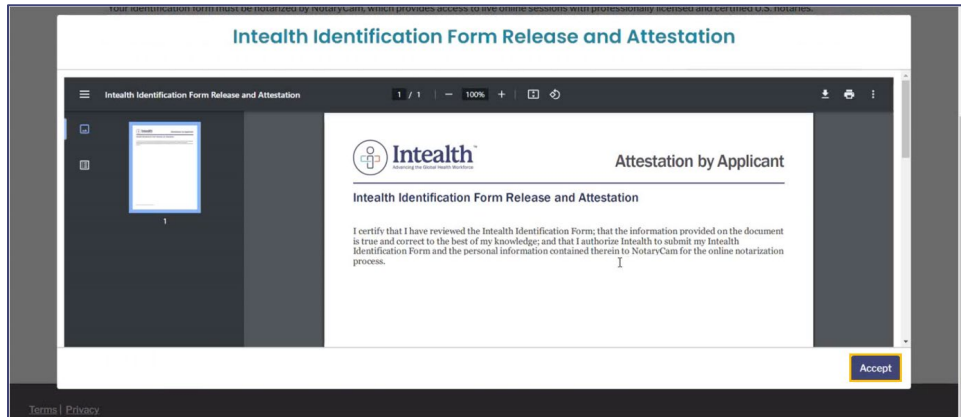 Your identification form must be notarized by NotaryCam, which provides access to live online sessions with professionally licensed and certified U.S. notaries.
Intealth Identification Form Release and Attestation
Intealth Identification Form Release and Attestation
1 / 1
100%
1
Intealth
Advancing the Global Health Workforce
Attestation by Applicant
Intealth Identification Form Release and Attestation
I certify that I have reviewed the Intealth Identification Form; that the information provided on the document
is true and correct to the best of my knowledge; and that I authorize Intealth to submit my Intealth
Identification Form and the personal information contained therein to NotaryCam for the online notarization
process.
Accept
Terms | Privacy